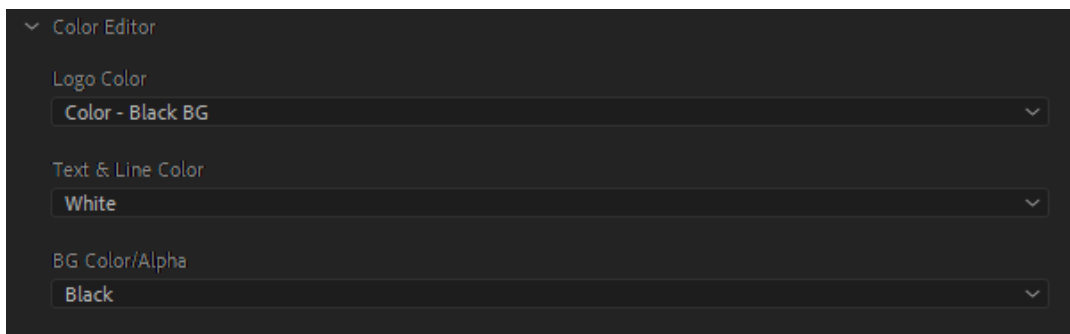 Color Editor
Logo Color
Color - Black BG
Text & Line Color
White
BG Color/Alpha
Black